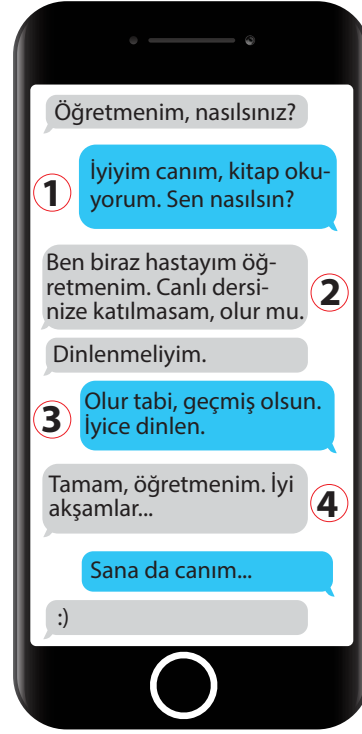 Öğretmenim, nasılsınız?
1
İyiyim canım, kitap oku-
yorum. Sen nasılsın?
Ben biraz hastayım öğ-
retmenim. Canlı dersi-
nize katılmasam, olur mu.
2
Dinlenmeliyim.
3
Olur tabi, geçmiş olsun.
İyice dinlen.
Tamam, öğretmenim. İyi
akşamlar...
4
Sana da canım...
:)